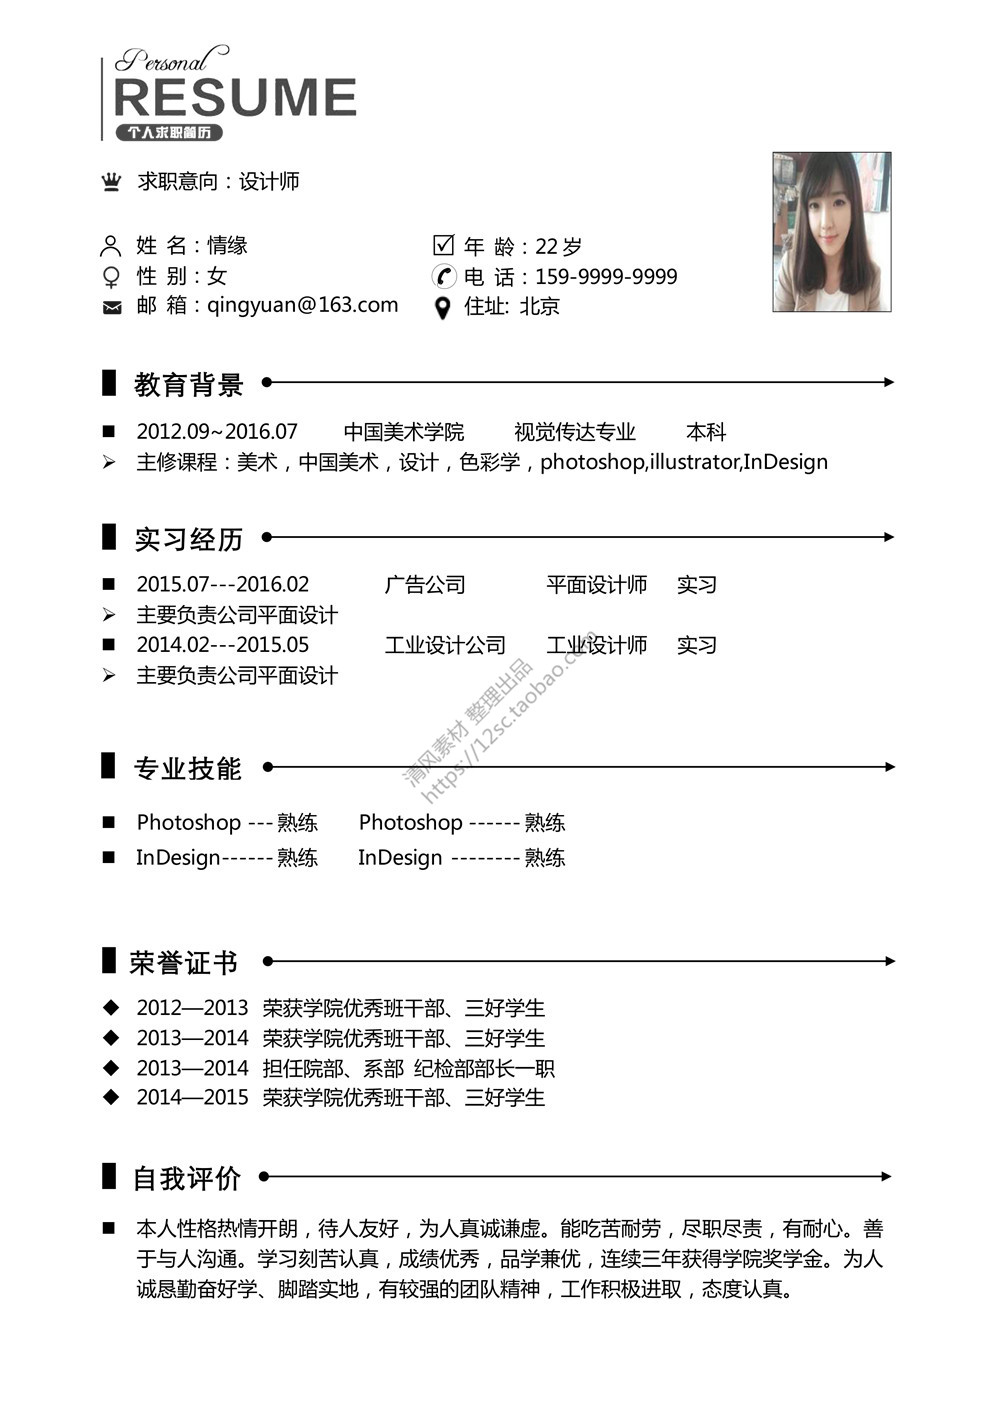 Personal
RESUME
个人求职简历
求职意向：设计师
姓 名：情缘
年 龄：22岁
性 别：女
电 话：159-9999-9999
邮 箱：qingyuan@163.com
住址: 北京
教育背景
2012.09~2016.07 中国美术学院 视觉传达专业 本科
主修课程：美术，中国美术，设计，色彩学，photoshop,illustrator,InDesign
实习经历
2015.07---2016.02 广告公司 平面设计师 实习
主要负责公司平面设计
2014.02---2015.05 工业设计公司 工业设计师 实习
主要负责公司平面设计
清风素材 整理出品
https://12sc.taobao.com
专业技能
Photoshop --- 熟练 Photoshop ------ 熟练
InDesign------ 熟练 InDesign -------- 熟练
荣誉证书
2012—2013 荣获学院优秀班干部、三好学生
2013—2014 荣获学院优秀班干部、三好学生
2013—2014 担任院部、系部 纪检部部长一职
2014—2015 荣获学院优秀班干部、三好学生
自我评价
本人性格热情开朗，待人友好，为人真诚谦虚。能吃苦耐劳，尽职尽责，有耐心。善
于与人沟通。学习刻苦认真，成绩优秀，品学兼优，连续三年获得学院奖学金。为人
诚恳勤奋好学、脚踏实地，有较强的团队精神，工作积极进取，态度认真。